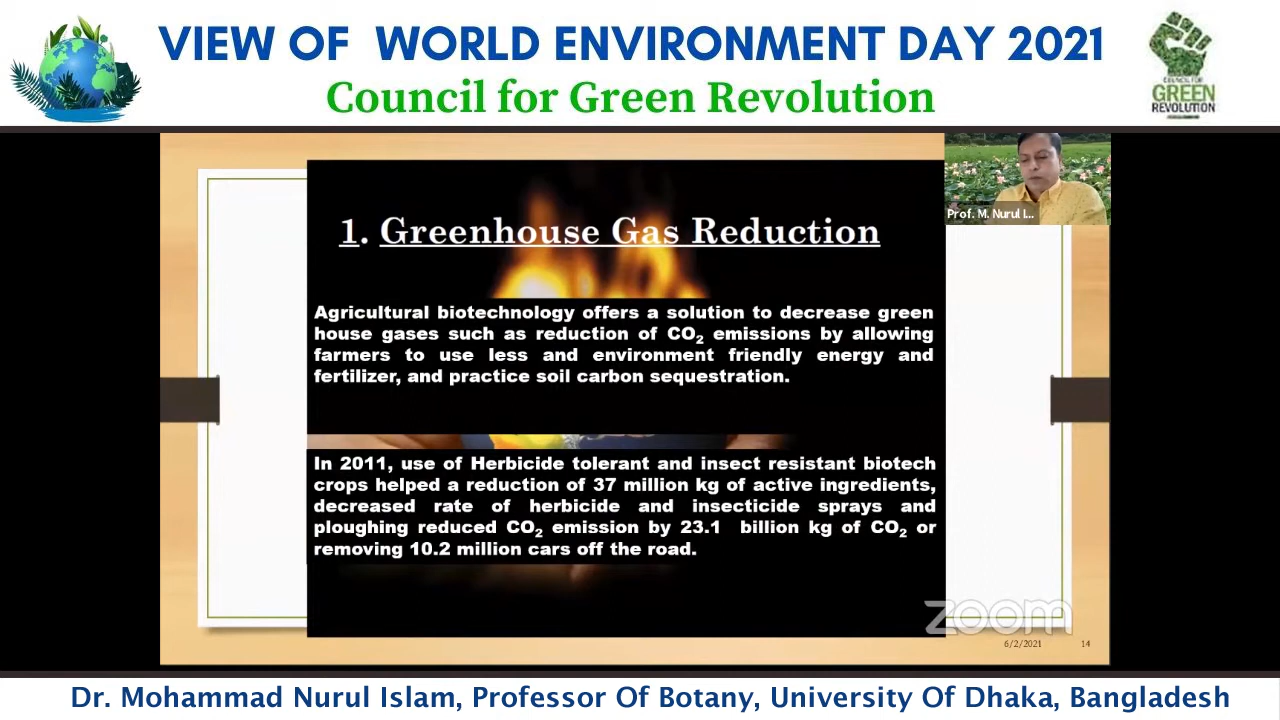 VIEW OF WORLD ENVIRONMENT DAY 2021
Council for Green Revolution
COUNCIL FOR
GREEN
REVOLUTION
Prof. M. Nurul I...
1. Greenhouse Gas Reduction
Agricultural biotechnology offers a solution to decrease green
house gases such as reduction of CO₂ emissions by allowing
farmers to use less and environment friendly energy and
fertilizer, and practice soil carbon sequestration.
In 2011, use of Herbicide tolerant and insect resistant biotech
crops helped a reduction of 37 million kg of active ingredients,
decreased rate of herbicide and insecticide sprays and
ploughing reduced CO₂ emission by 23.1 billion kg of CO₂ or
removing 10.2 million cars off the road.
zoom
6/2/2021 14
Dr. Mohammad Nurul Islam, Professor Of Botany, University Of Dhaka, Bangladesh